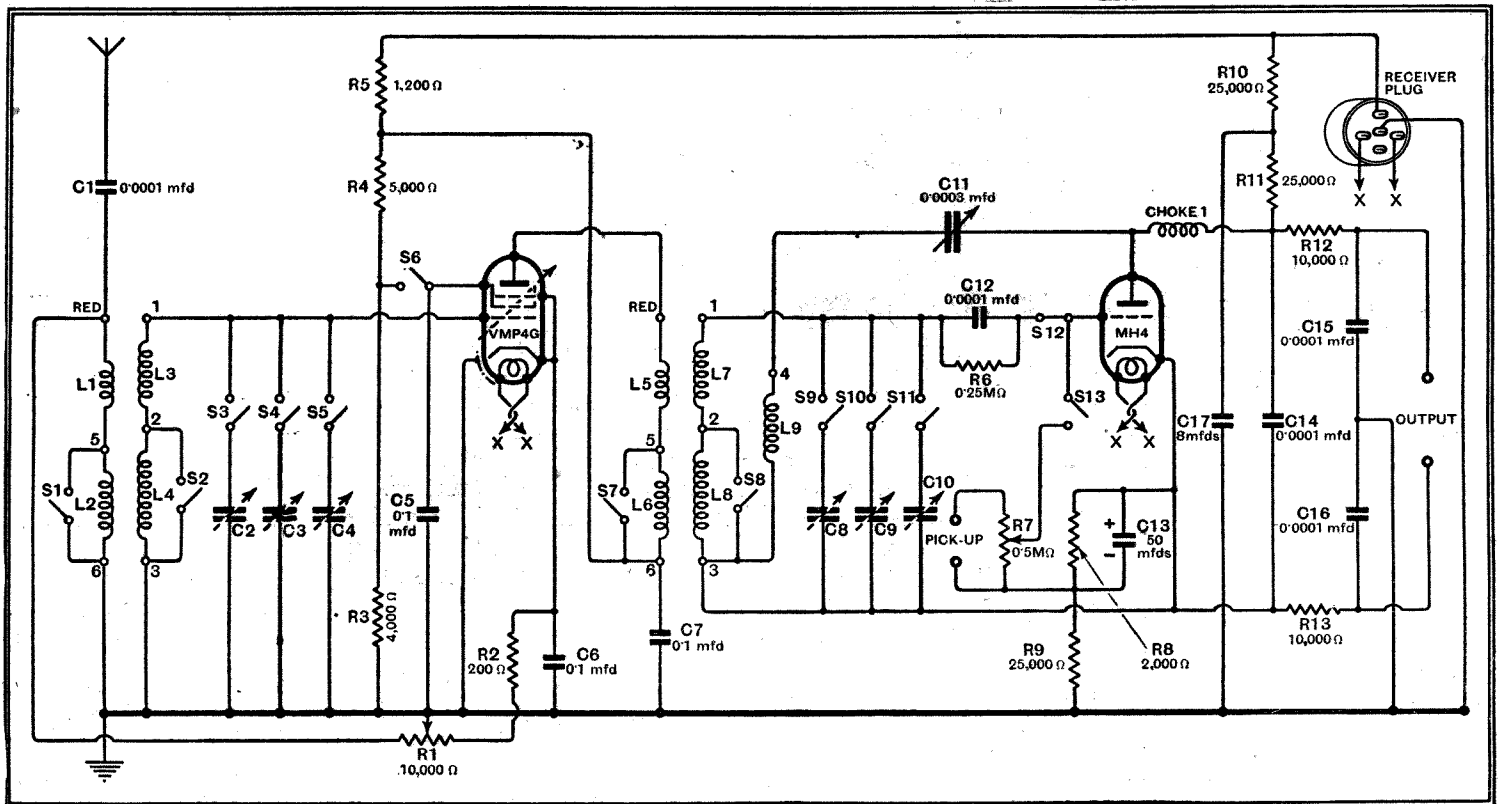 R5
1,200 Ω
R10
25,000 Ω
RECEIVER
PLUG
C1
0·0001 mfd
R4
5,000 Ω
R11
25,000 Ω
X X
C11
0·0003 mfd
CHOKE 1
R12
10,000 Ω
S6
RED
1
VMP4G
RED
1
C12
0·0001 mfd
S12
MH4
C15
0·0001 mfd
R6
0·25MΩ
L1
L3
S3
S4
S5
X X
L5
L7
4
S9
S10
S11
S13
X X
C17
8mfds
C14
0·0001 mfd
OUTPUT
5
2
5
2
L9
S1
L2
L4
S2
C2
C3
C4
C5
0·1
mfd
S7
L6
L8
S8
C8
C9
C10
PICK-UP
R7
0·5MΩ
+
−
C13
50
mfds
C16
0·0001 mfd
6
3
6
3
R3
4,000 Ω
R2
200 Ω
C6
0·1 mfd
C7
0·1 mfd
R9
25,000 Ω
R8
2,000 Ω
R13
10,000 Ω
R1
10,000 Ω